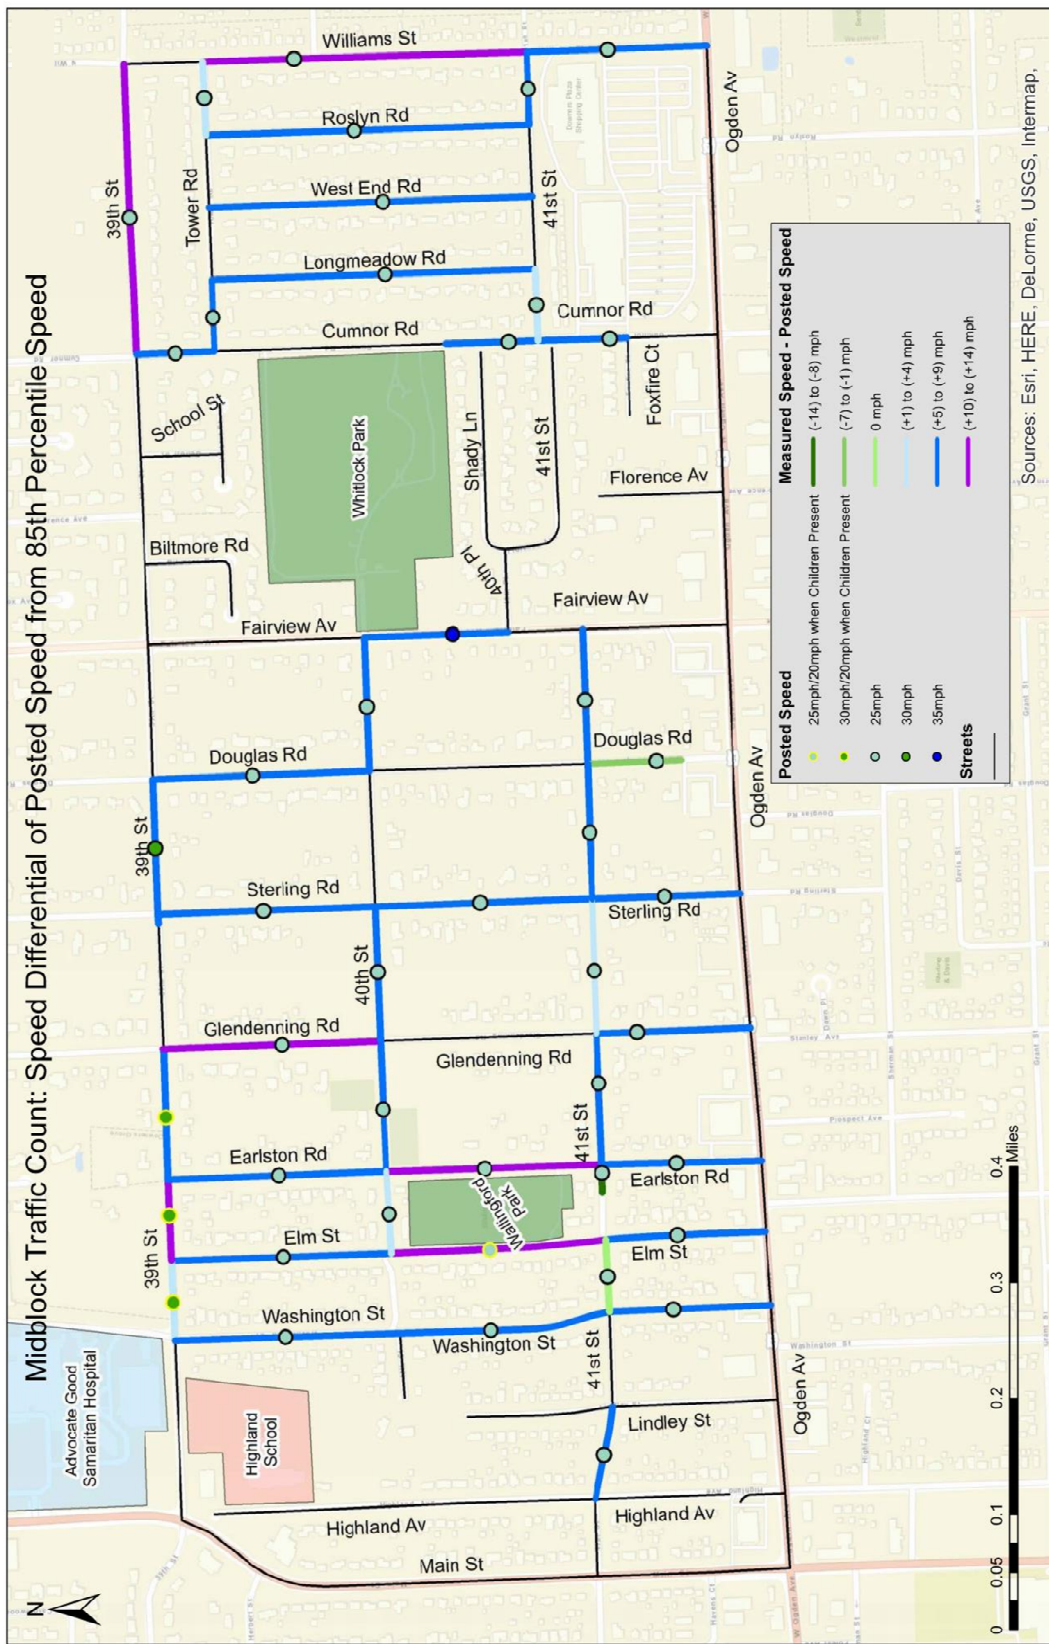 Midblock Traffic Count: Speed Differential of Posted Speed from 85th Percentile Speed
N
Advocate Good
Samaritan Hospital
Highland
School
Highland Av
Main St
Highland Av
Lindley St
41st St
Washington St
Washington St
39th St
Elm St
Elm St
Wallingford
Park
Earlston Rd
Earlston Rd
41st St
Glendenning Rd
Glendenning Rd
40th St
Sterling Rd
Sterling Rd
39th St
Douglas Rd
Douglas Rd
Fairview Av
Fairview Av
Biltmore Rd
40th Pl
School St
Whitlock Park
Shady Ln
41st St
Florence Av
Foxfire Ct
Cumnor Rd
Cumnor Rd
Longmeadow Rd
West End Rd
41st St
Tower Rd
39th St
Roslyn Rd
Williams St
Ogden Av
Ogden Av
Ogden Av
Downers Plaza
Shopping Center
Posted Speed
25mph/20mph when Children Present
30mph/20mph when Children Present
25mph
30mph
35mph
Streets
Measured Speed - Posted Speed
(-14) to (-8) mph
(-7) to (-1) mph
0 mph
(+1) to (+4) mph
(+5) to (+9) mph
(+10) to (+14) mph
0 0.05 0.1 0.2 0.3 0.4
Miles
Sources: Esri, HERE, DeLorme, USGS, Intermap,